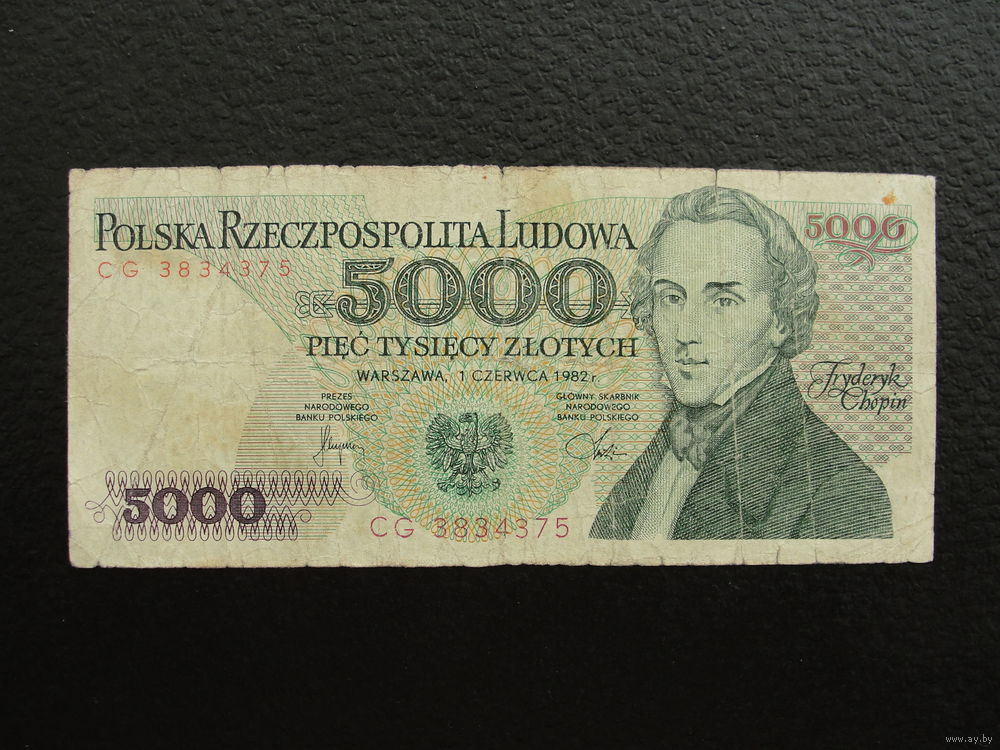 POLSKA RZECZPOSPOLITA LUDOWA
5000
CG 3834375
5000
PIĘĆ TYSIĘCY ZŁOTYCH
WARSZAWA, 1 CZERWCA 1982 r.
PREZES
NARODOWEGO
BANKU POLSKIEGO
GŁÓWNY SKARBNIK
NARODOWEGO
BANKU POLSKIEGO
Fryderyk
Chopin
5000
CG 3834375
www.ay.by